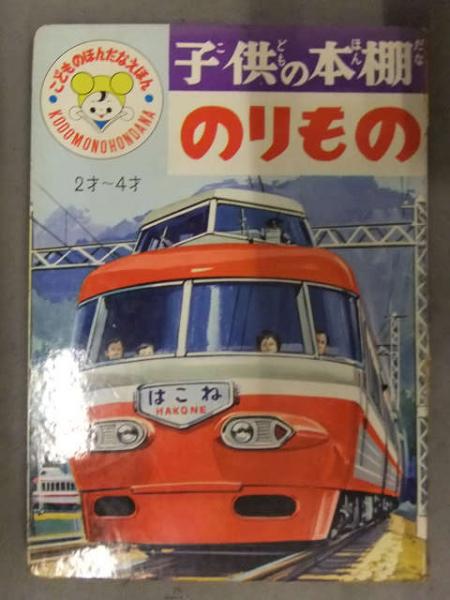 こどものほんだなえほん
KODOMONOHONDANA
子供の本棚
こ ども ほん だな
のりもの
2才～4才
はこね
HAKONE